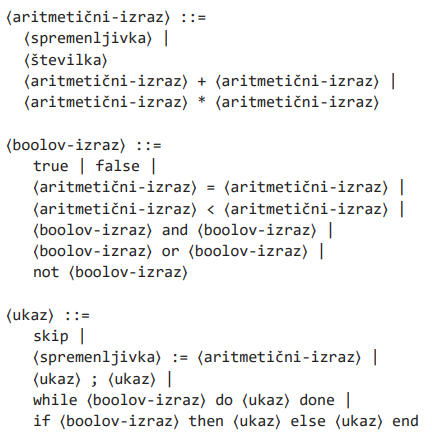 ⟨aritmetični-izraz⟩ ::=
⟨spremenljivka⟩ |
⟨številka⟩
⟨aritmetični-izraz⟩ + ⟨aritmetični-izraz⟩ |
⟨aritmetični-izraz⟩ * ⟨aritmetični-izraz⟩
⟨boolov-izraz⟩ ::=
true | false |
⟨aritmetični-izraz⟩ = ⟨aritmetični-izraz⟩ |
⟨aritmetični-izraz⟩ < ⟨aritmetični-izraz⟩ |
⟨boolov-izraz⟩ and ⟨boolov-izraz⟩ |
⟨boolov-izraz⟩ or ⟨boolov-izraz⟩ |
not ⟨boolov-izraz⟩
⟨ukaz⟩ ::=
skip |
⟨spremenljivka⟩ := ⟨aritmetični-izraz⟩ |
⟨ukaz⟩ ; ⟨ukaz⟩ |
while ⟨boolov-izraz⟩ do ⟨ukaz⟩ done |
if ⟨boolov-izraz⟩ then ⟨ukaz⟩ else ⟨ukaz⟩ end